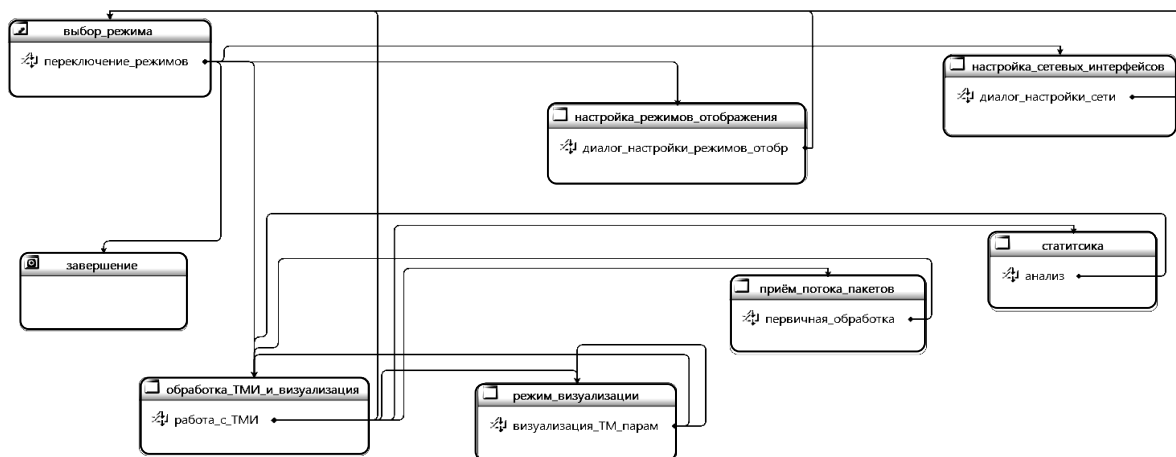 выбор_режима
переключение_режимов
настройка_сетевых_интерфейсов
диалог_настройки_сети
настройка_режимов_отображения
диалог_настройки_режимов_отобр
завершение
статитсика
анализ
приём_потока_пакетов
первичная_обработка
обработка_ТМИ_и_визуализация
работа_с_ТМИ
режим_визуализации
визуализация_ТМ_парам